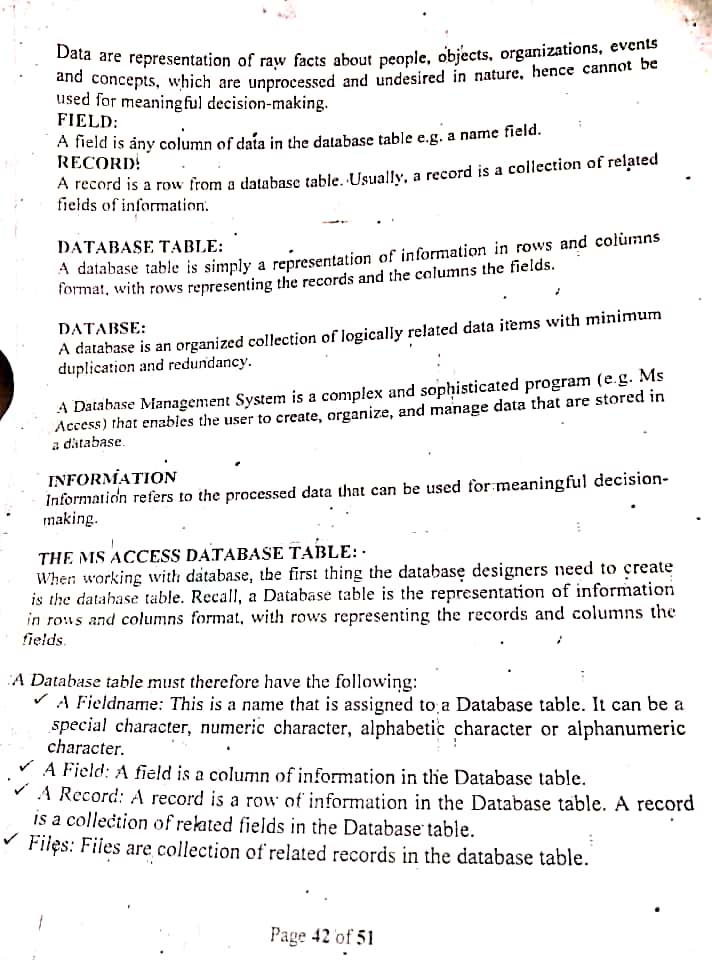 Data are representation of raw facts about people, objects, organizations, events
and concepts, which are unprocessed and undesired in nature, hence cannot be
used for meaningful decision-making.
FIELD:
A field is any column of data in the database table e.g. a name field.
RECORD:
A record is a row from a database table. Usually, a record is a collection of related
fields of information.
DATABASE TABLE:
A database table is simply a representation of information in rows and columns
format, with rows representing the records and the columns the fields.
DATABSE:
A database is an organized collection of logically related data items with minimum
duplication and redundancy.
A Database Management System is a complex and sophisticated program (e.g. Ms
Access) that enables the user to create, organize, and manage data that are stored in
a database.
INFORMATION
Information refers to the processed data that can be used for meaningful decision-
making.
THE MS ACCESS DATABASE TABLE:
When working with database, the first thing the database designers need to create
is the database table. Recall, a Database table is the representation of information
in rows and columns format, with rows representing the records and columns the
fields.
A Database table must therefore have the following:
✓ A Fieldname: This is a name that is assigned to a Database table. It can be a
special character, numeric character, alphabetic character or alphanumeric
character.
✓ A Field: A field is a column of information in the Database table.
✓ A Record: A record is a row of information in the Database table. A record
is a collection of related fields in the Database table.
✓ Files: Files are collection of related records in the database table.
Page 42 of 51